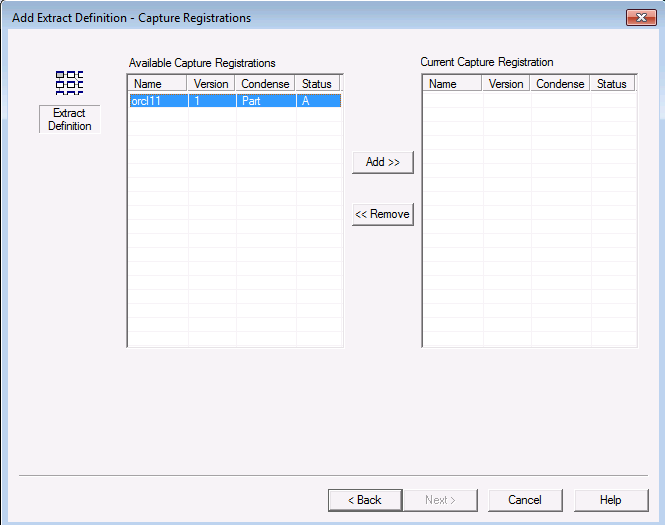 Add Extract Definition - Capture Registrations
Extract
Definition
Available Capture Registrations
Name Version Condense Status
orcl11 1 Part A
Add >>
<< Remove
Current Capture Registration
Name Version Condense Status
< Back Next > Cancel Help